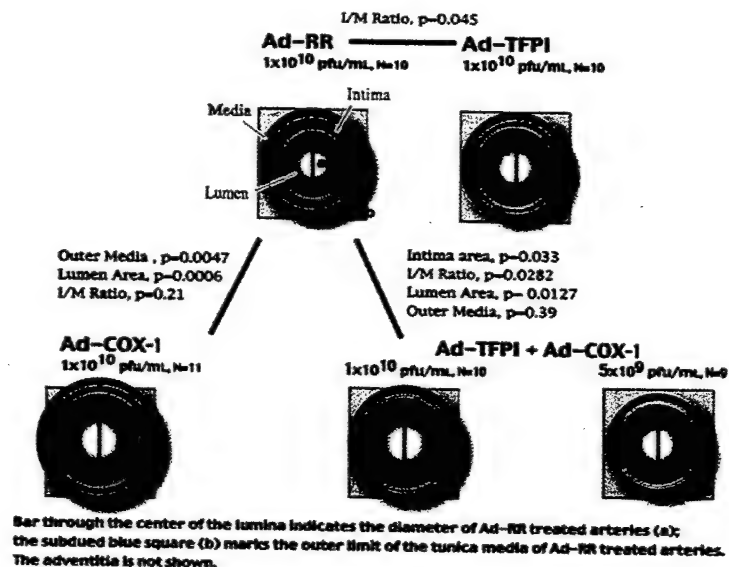 I/M Ratio, p=0.045
Ad-RR
Ad-TFPI
1x10^10 pfu/mL, N=10
1x10^10 pfu/mL, N=10
Intima
Media
Lumen
Outer Media , p=0.0047
Lumen Area, p=0.0006
I/M Ratio, p=0.21
Intima area, p=0.033
I/M Ratio, p=0.0282
Lumen Area, p= 0.0127
Outer Media, p=0.39
Ad-COX-1
1x10^10 pfu/mL, N=11
Ad-TFPI + Ad-COX-1
1x10^10 pfu/mL, N=10
5x10^9 pfu/mL, N=9
Bar through the center of the lumina indicates the diameter of Ad-RR treated arteries (a);
the subdued blue square (b) marks the outer limit of the tunica media of Ad-RR treated arteries.
The adventitia is not shown.